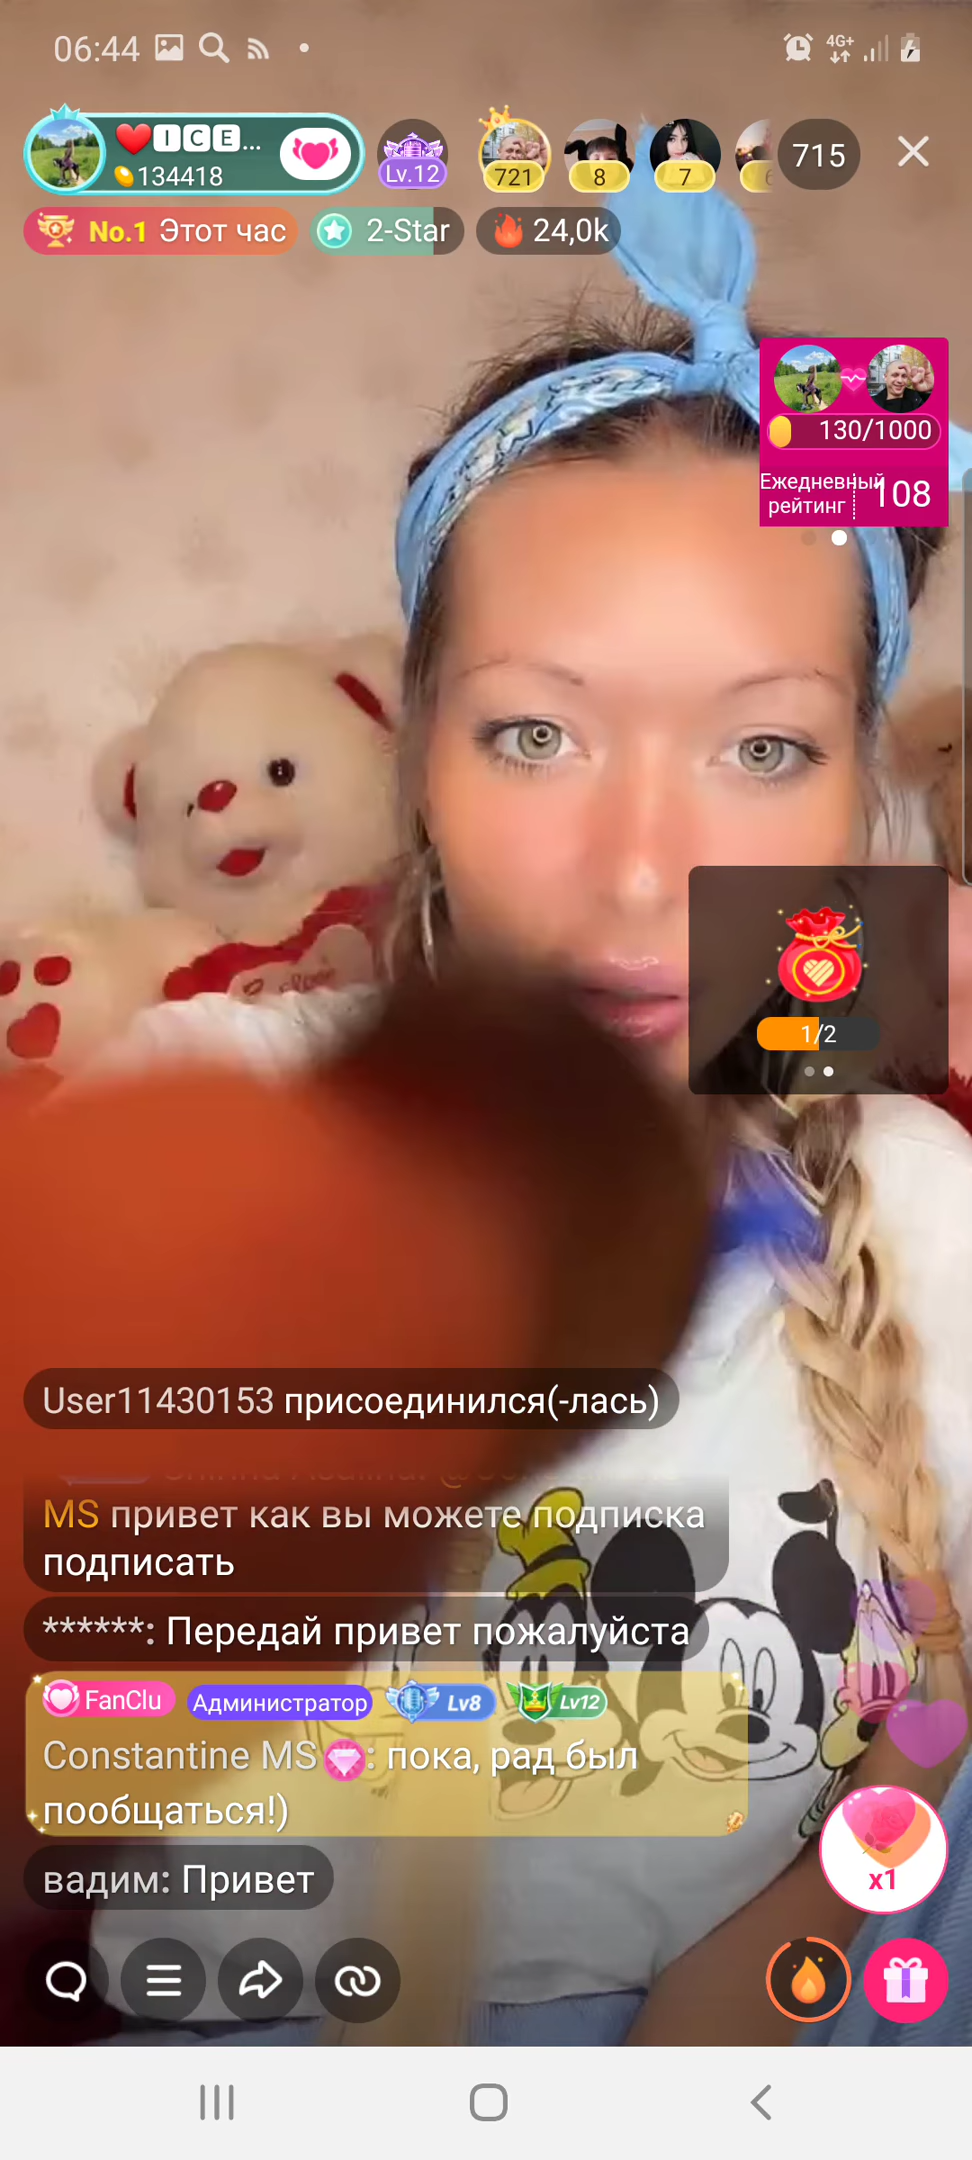 06:44
4G+
❤️ICE...
134418
Lv.12
721
8
7
715
No.1 Этот час
2-Star
24,0k
130/1000
Ежедневный
рейтинг
108
1/2
User11430153 присоединился(-лась)
MS привет как вы можете подписка
подписать
******: Передай привет пожалуйста
FanClu Администратор Lv8 Lv12
Constantine MS💎: пока, рад был
пообщаться!)
вадим: Привет
x1